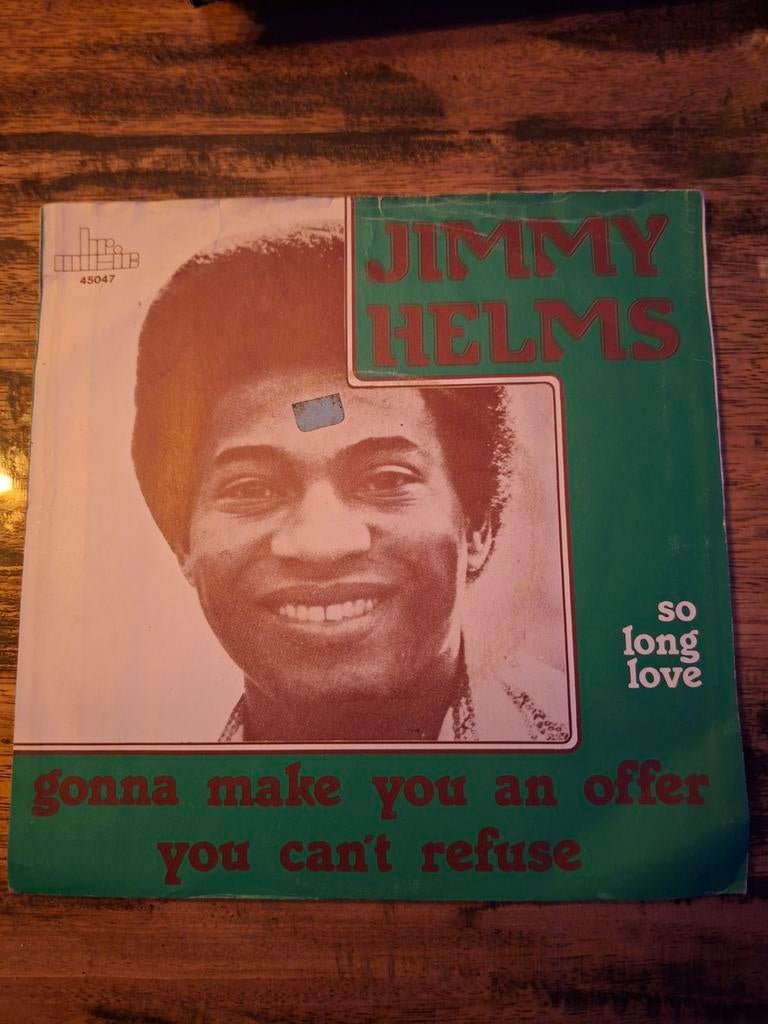 45047
JIMMY
HELMS
so
long
love
gonna make you an offer
you can't refuse